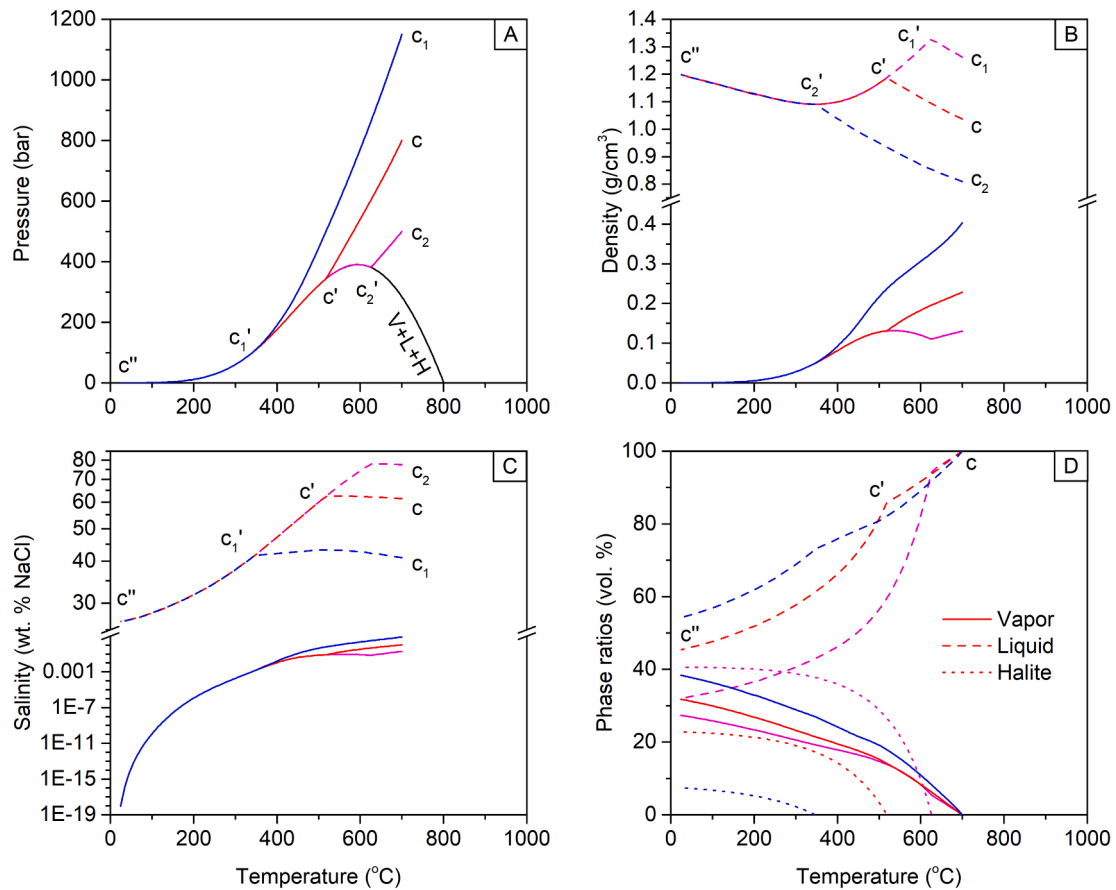 A
1200
1000
800
600
400
200
0
Pressure (bar)
c₁
c
c₂
c'
c₂'
c₁'
c''
V+L+H
0 200 400 600 800 1000
B
1.4
1.3
1.2
1.1
1.0
0.9
0.8
0.4
0.3
0.2
0.1
0.0
Density (g/cm³)
c''
c₂'
c'
c₁'
c₁
c
c₂
0 200 400 600 800 1000
C
80
75
70
60
50
40
30
0.001
1E-7
1E-11
1E-15
1E-19
Salinity (wt. % NaCl)
c''
c₁'
c'
c₂
c
c₁
0 200 400 600 800 1000
Temperature (°C)
D
100
80
60
40
20
0
Phase ratios (vol. %)
c
c'
c''
Vapor
Liquid
Halite
0 200 400 600 800 1000
Temperature (°C)